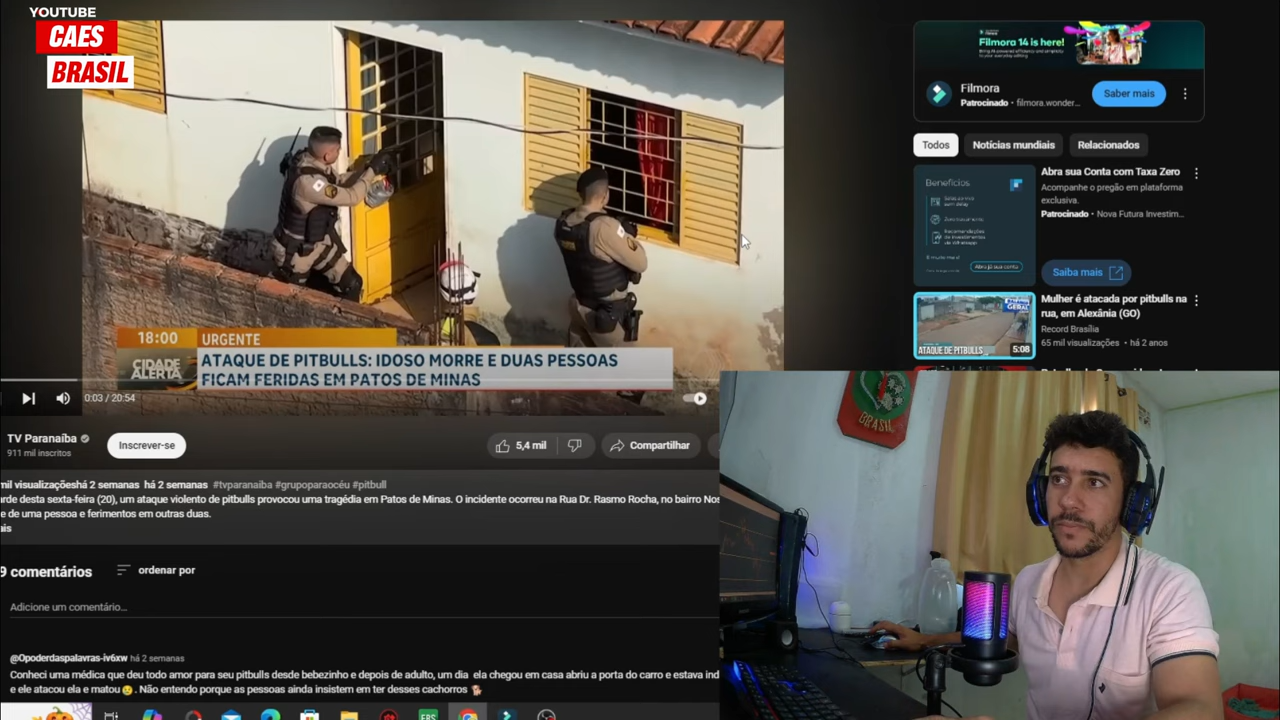 YOUTUBE
CAES
BRASIL
18:00
URGENTE
CIDADE
ALERTA
ATAQUE DE PITBULLS: IDOSO MORRE E DUAS PESSOAS
FICAM FERIDAS EM PATOS DE MINAS
0:03 / 20:54
TV Paranaíba
911 mil inscritos
Inscrever-se
5,4 mil
Compartilhar
mil visualizações há 2 semanas há 2 semanas #tvparanaiba #grupoparaocéu #pitbull
rde desta sexta-feira (20), um ataque violento de pitbulls provocou uma tragédia em Patos de Minas. O incidente ocorreu na Rua Dr. Rasmo Rocha, no bairro Nos
e de uma pessoa e ferimentos em outras duas.
ais
9 comentários
ordenar por
Adicione um comentário...
@Opoderdaspalavras-iv6xw há 2 semanas
Conheci uma médica que deu todo amor para seu pitbulls desde bebezinho e depois de adulto, um dia ela chegou em casa abriu a porta do carro e estava ind
e ele atacou ela e matou 😢. Não entendo porque as pessoas ainda insistem em ter desses cachorros 🐕
Filmora 14 is here!
Filmora
Patrocinado • filmora.wonder...
Saber mais
Todos
Notícias mundiais
Relacionados
Benefícios
Abra sua Conta com Taxa Zero
Acompanhe o pregão em plataforma
exclusiva.
Patrocinado • Nova Futura Investim...
Saiba mais
ATAQUE DE PITBULLS
GERAL
5:08
Mulher é atacada por pitbulls na
rua, em Alexânia (GO)
Record Brasília
65 mil visualizações • há 2 anos
BRASIL